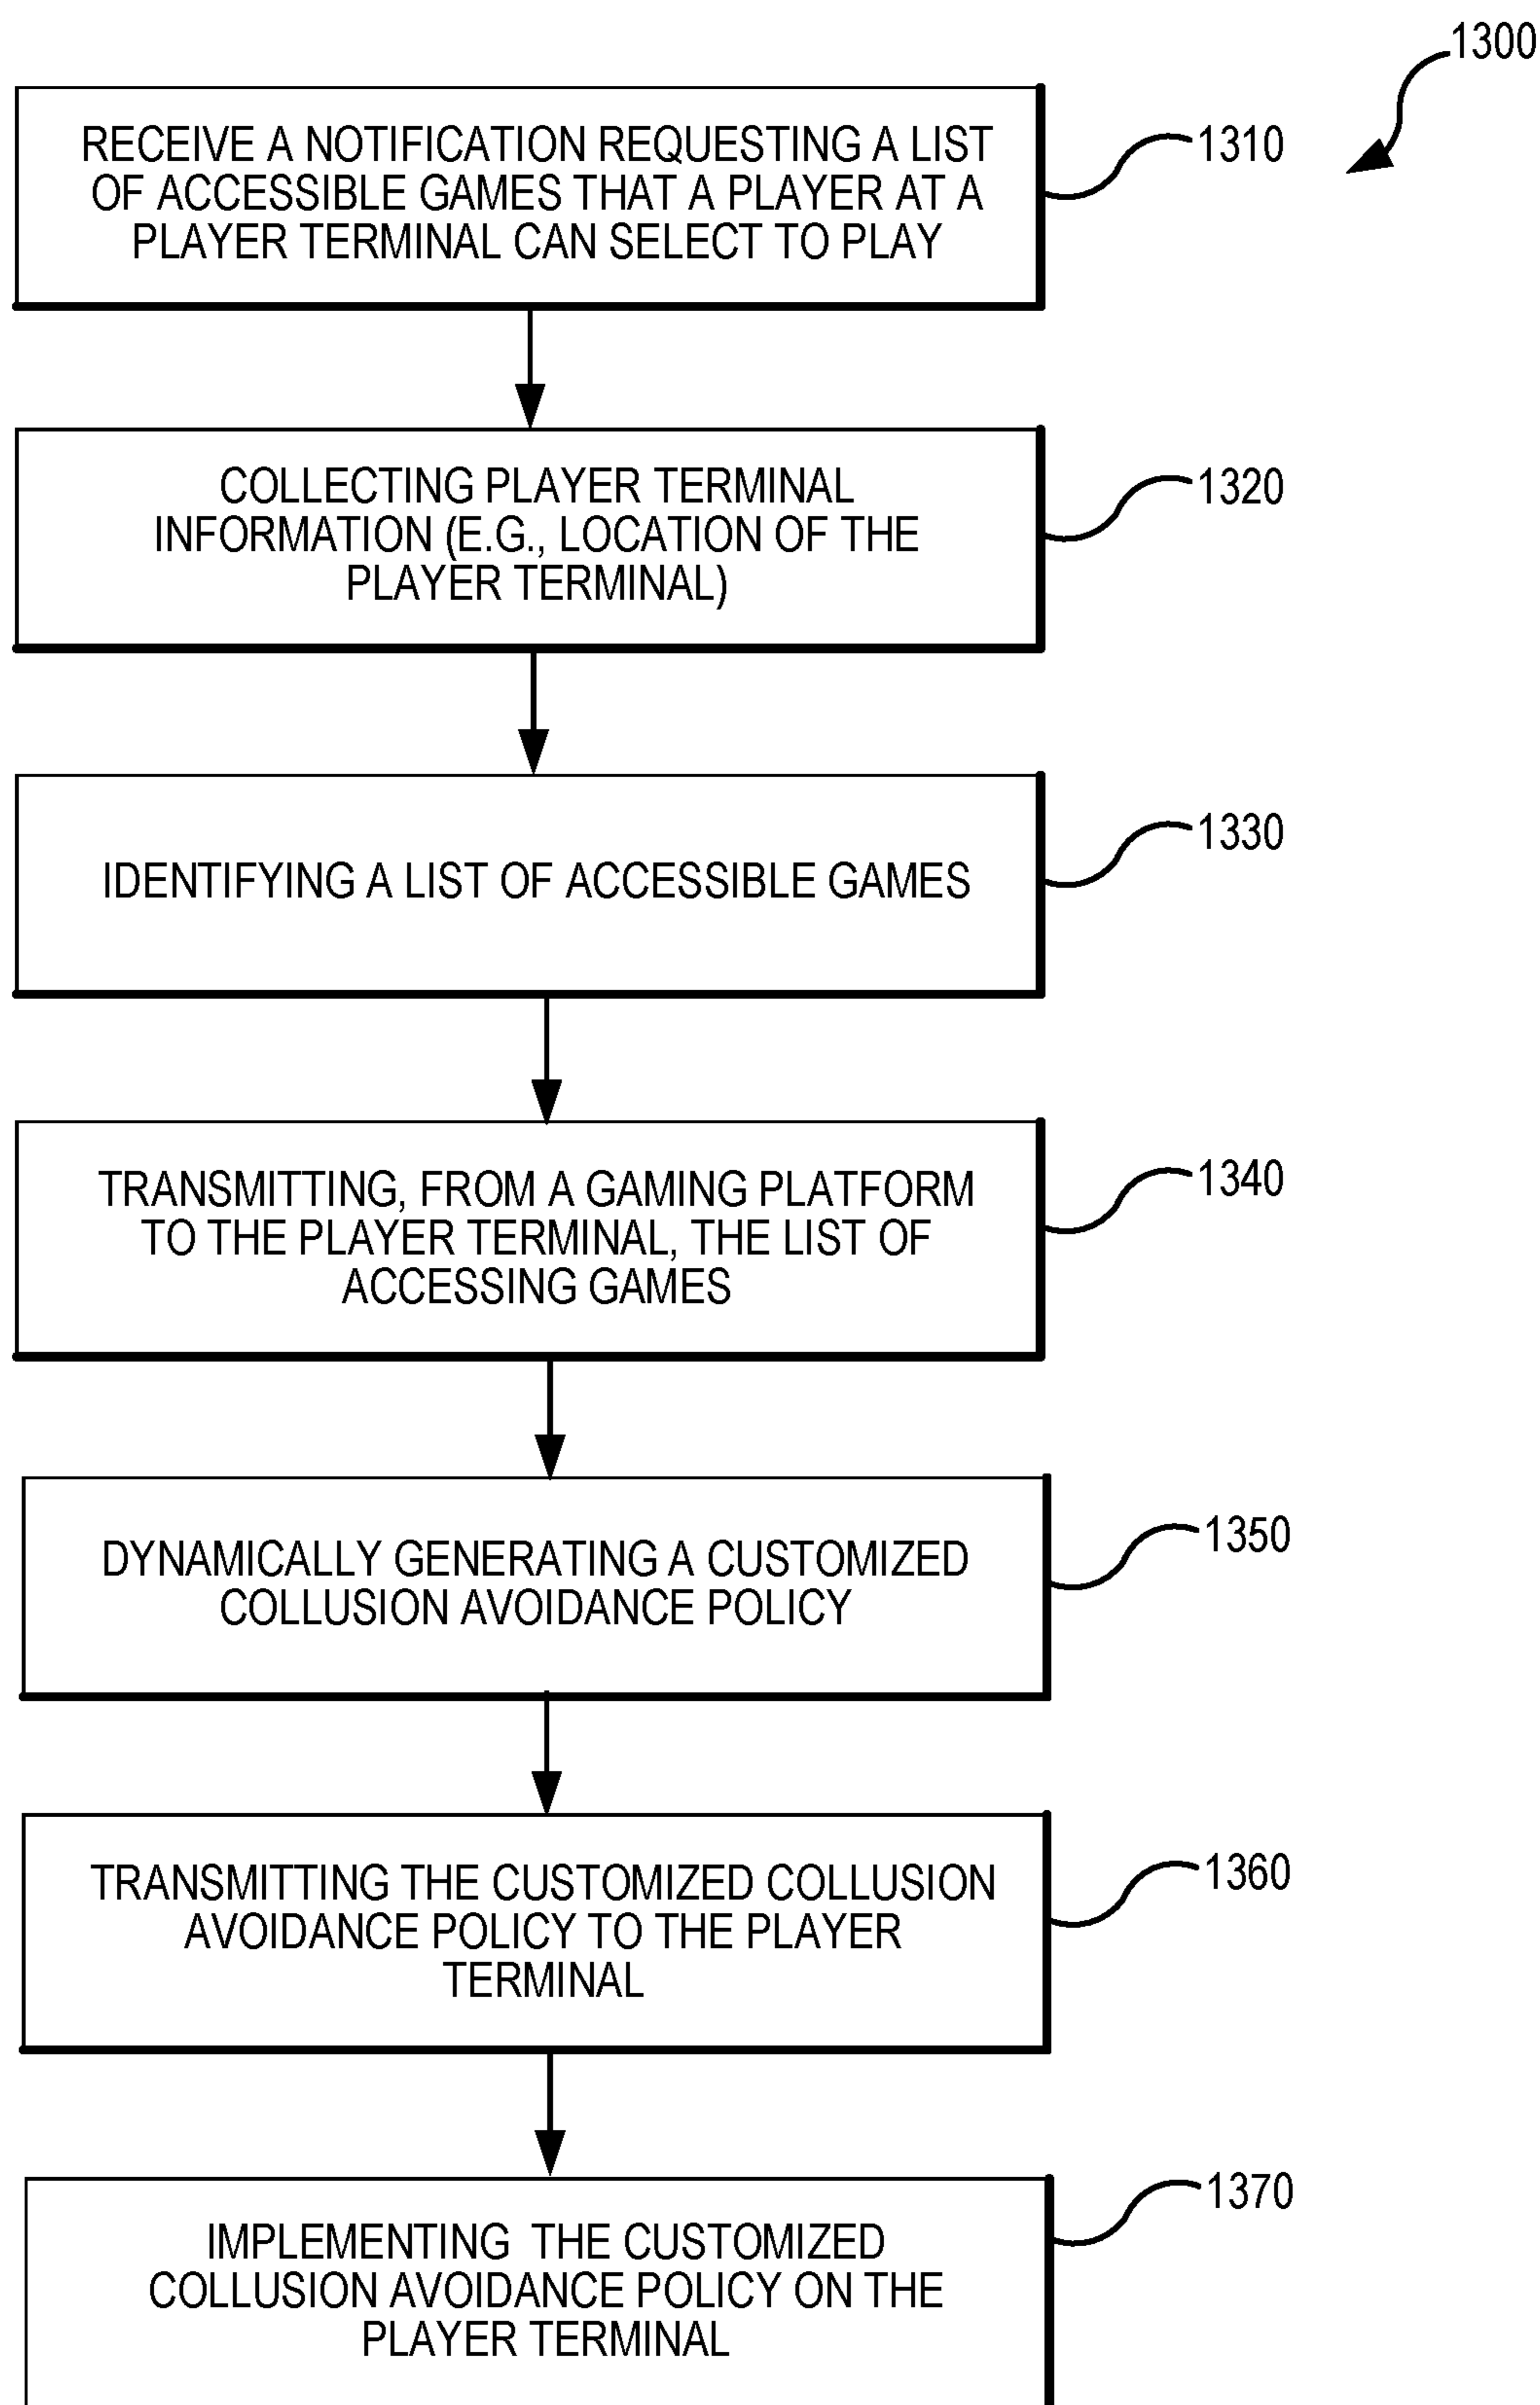 1300
RECEIVE A NOTIFICATION REQUESTING A LIST
OF ACCESSIBLE GAMES THAT A PLAYER AT A
PLAYER TERMINAL CAN SELECT TO PLAY
1310
COLLECTING PLAYER TERMINAL
INFORMATION (E.G., LOCATION OF THE
PLAYER TERMINAL)
1320
IDENTIFYING A LIST OF ACCESSIBLE GAMES
1330
TRANSMITTING, FROM A GAMING PLATFORM
TO THE PLAYER TERMINAL, THE LIST OF
ACCESSING GAMES
1340
DYNAMICALLY GENERATING A CUSTOMIZED
COLLUSION AVOIDANCE POLICY
1350
TRANSMITTING THE CUSTOMIZED COLLUSION
AVOIDANCE POLICY TO THE PLAYER
TERMINAL
1360
IMPLEMENTING THE CUSTOMIZED
COLLUSION AVOIDANCE POLICY ON THE
PLAYER TERMINAL
1370